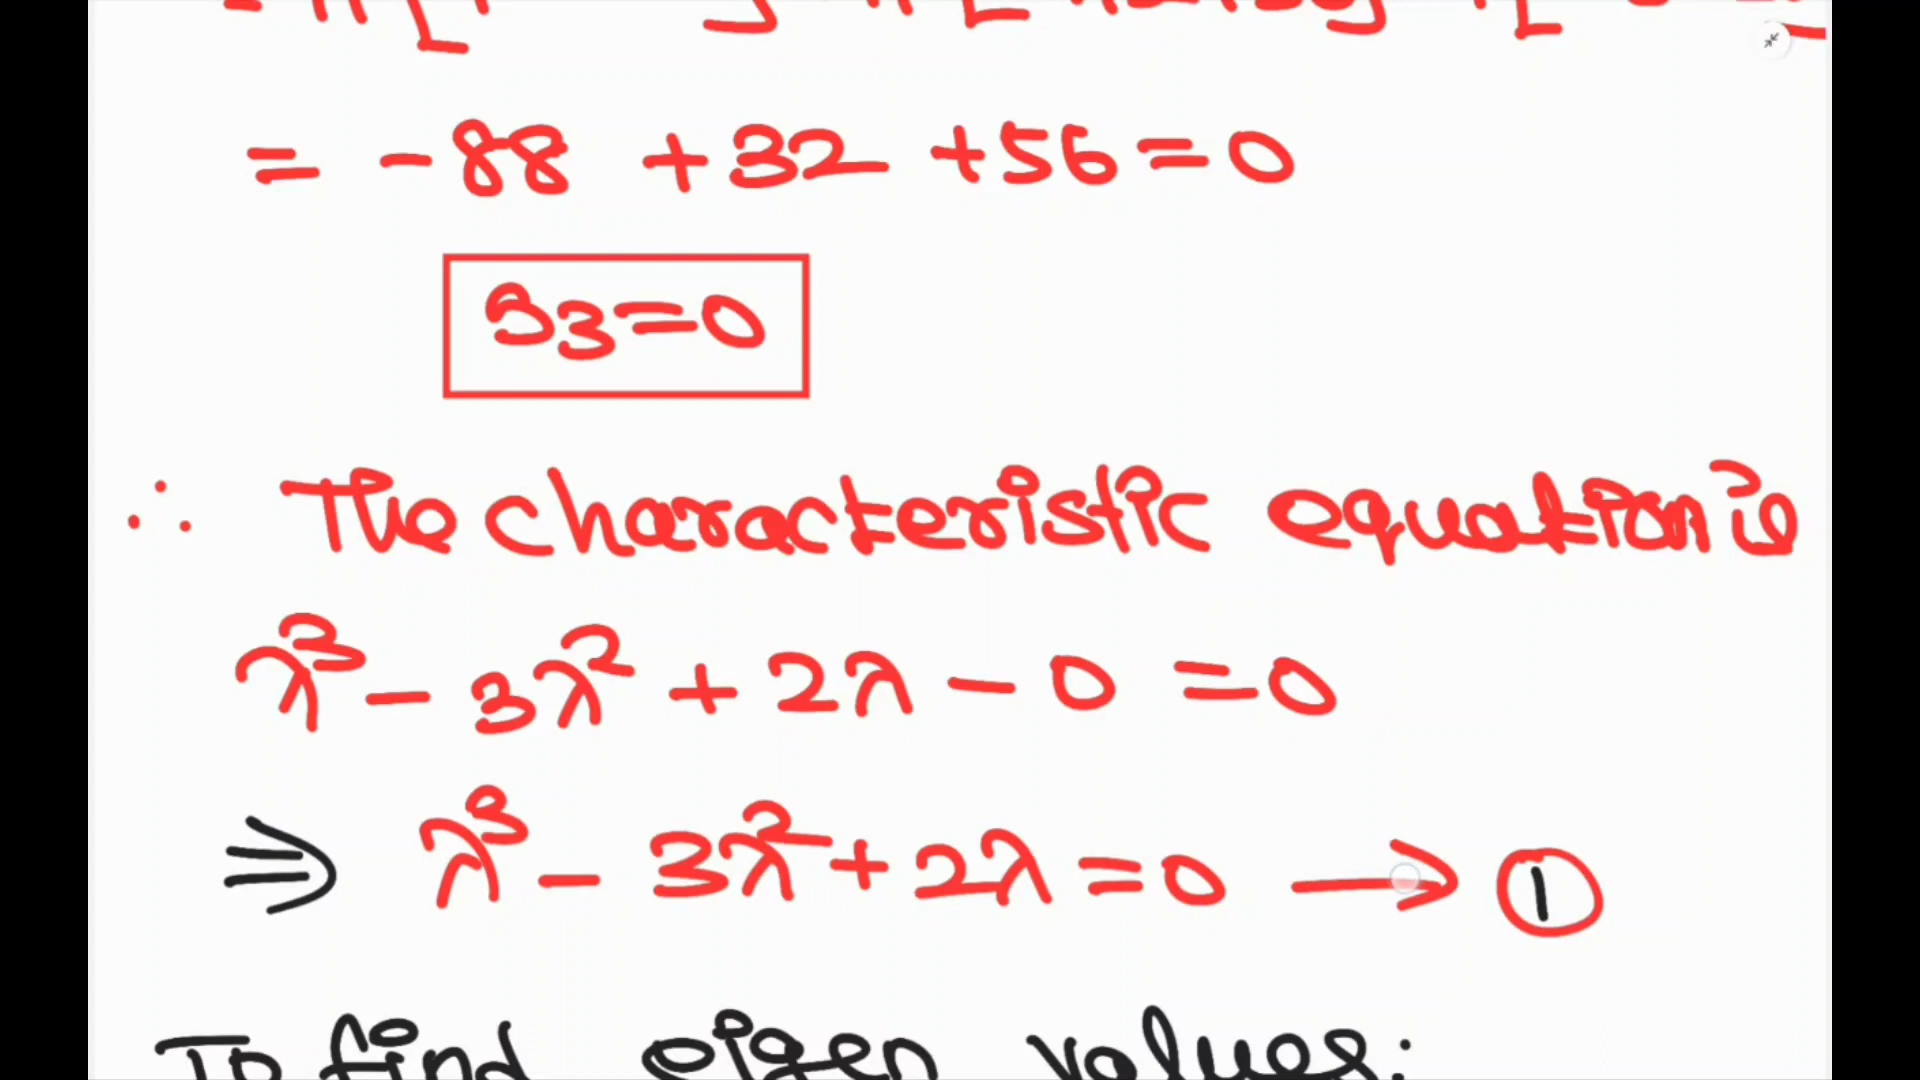 = -88 +32 +56 = 0
S3=0
∴ The characteristic equation is
λ³ - 3λ² + 2λ - 0 = 0
⇒ λ³ - 3λ² + 2λ = 0 → ①
To find eigen values: